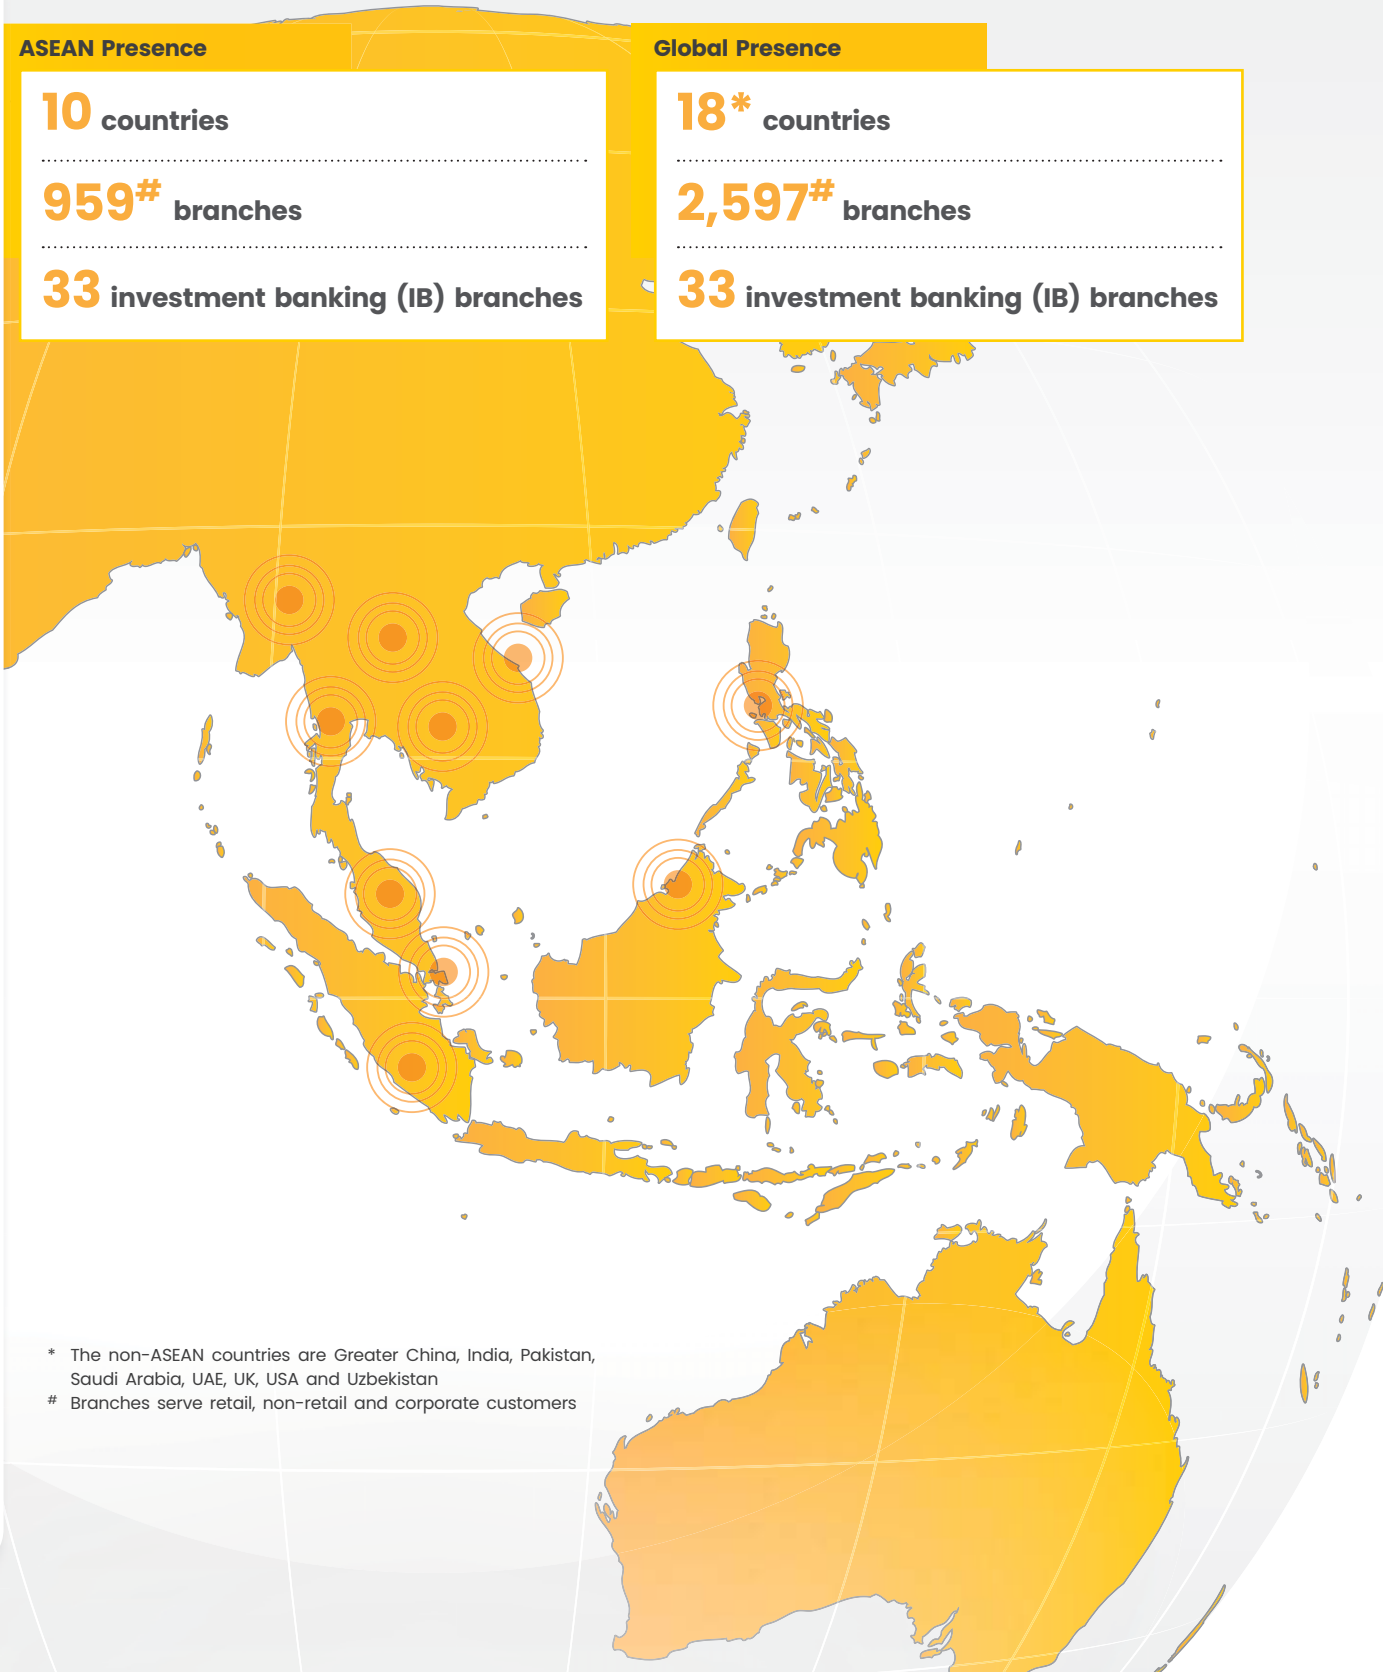 ASEAN Presence
10 countries
959# branches
33 investment banking (IB) branches
Global Presence
18* countries
2,597# branches
33 investment banking (IB) branches
* The non-ASEAN countries are Greater China, India, Pakistan,
Saudi Arabia, UAE, UK, USA and Uzbekistan
# Branches serve retail, non-retail and corporate customers